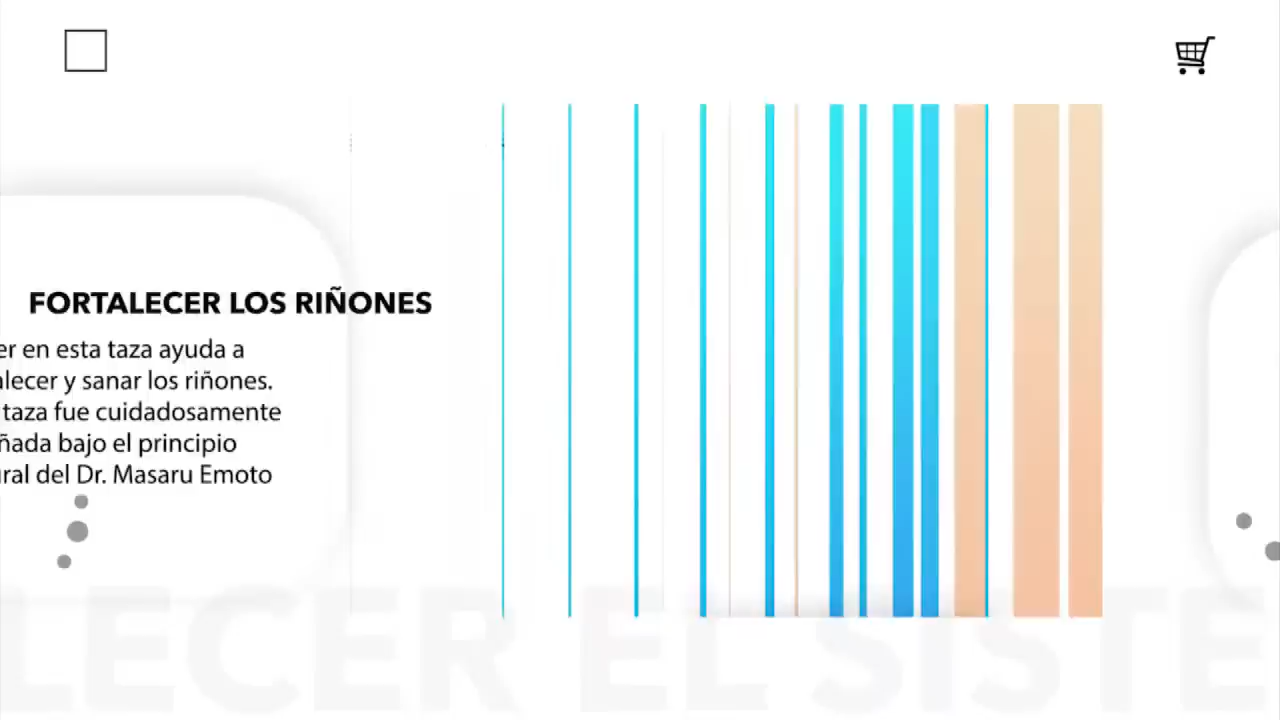 FORTALECER LOS RIÑONES
er en esta taza ayuda a
alecer y sanar los riñones.
taza fue cuidadosamente
ñada bajo el principio
ural del Dr. Masaru Emoto
LECER EL SISTE